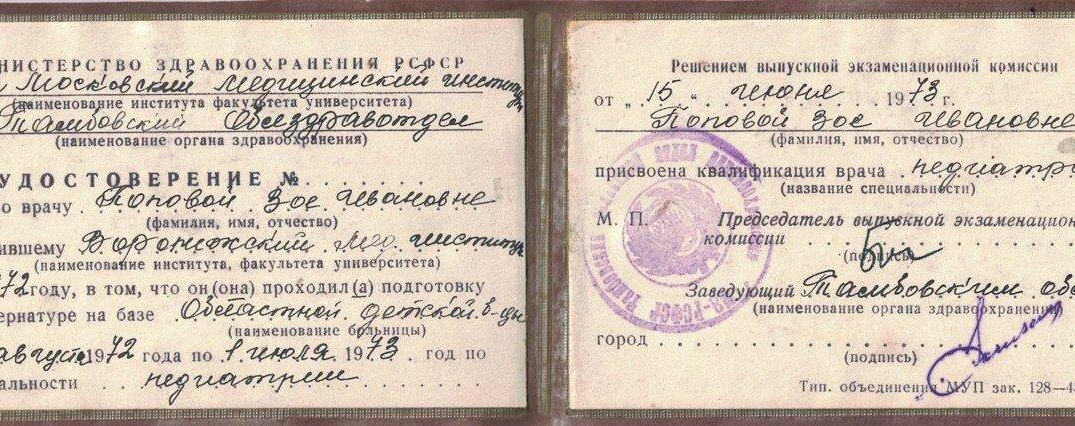 НИСТЕРСТВО ЗДРАВООХРАНЕНИЯ РСФСР
Московский Медицинский институт
(наименование института факультета университета)
Тамбовский Облздравотдел
(наименование органа здравоохранения)
УДОСТОВЕРЕНИЕ №
о врачу Поповой Зое Ивановне
(фамилия, имя, отчество)
ившему Воронежский Мед. институт
(наименование института, факультета университета)
72 году, в том, что он (она) проходил (а) подготовку
ернатуре на базе Областной детской б-цы
(наименование больницы)
августа 1972 года по 1 июля 1973 год по
альности педиатрии
Решением выпускной экзаменационной комиссии
от „ 15 " июня 1973 г.
Поповой Зое Ивановне
(фамилия, имя, отчество)
присвоена квалификация врача педиатра
(название специальности)
М. П. Председатель выпускной экзаменацион
комиссии
(подпись)
Заведующий Тамбовским обл
(наименование органа здравоохранения)
город
(подпись)
Тип. объединения МУП зак. 128—4